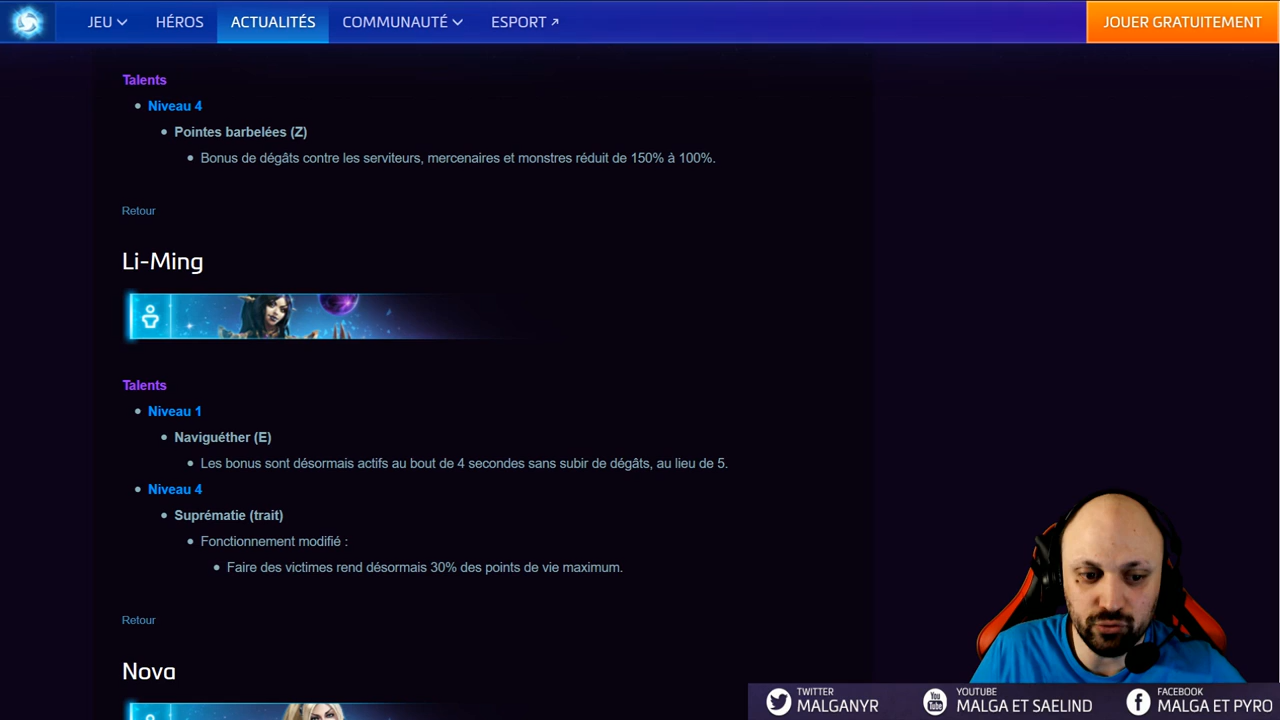 JEU HÉROS ACTUALITÉS COMMUNAUTÉ ESPORT JOUER GRATUITEMENT
Talents
Niveau 4
Pointes barbelées (Z)
Bonus de dégâts contre les serviteurs, mercenaires et monstres réduit de 150% à 100%.
Retour
Li-Ming
Talents
Niveau 1
Naviguéther (E)
Les bonus sont désormais actifs au bout de 4 secondes sans subir de dégâts, au lieu de 5.
Niveau 4
Suprématie (trait)
Fonctionnement modifié :
Faire des victimes rend désormais 30% des points de vie maximum.
Retour
Nova
TWITTER
MALGANYR
You Tube
YOUTUBE
MALGA ET SAELIND
FACEBOOK
MALGA ET PYRO